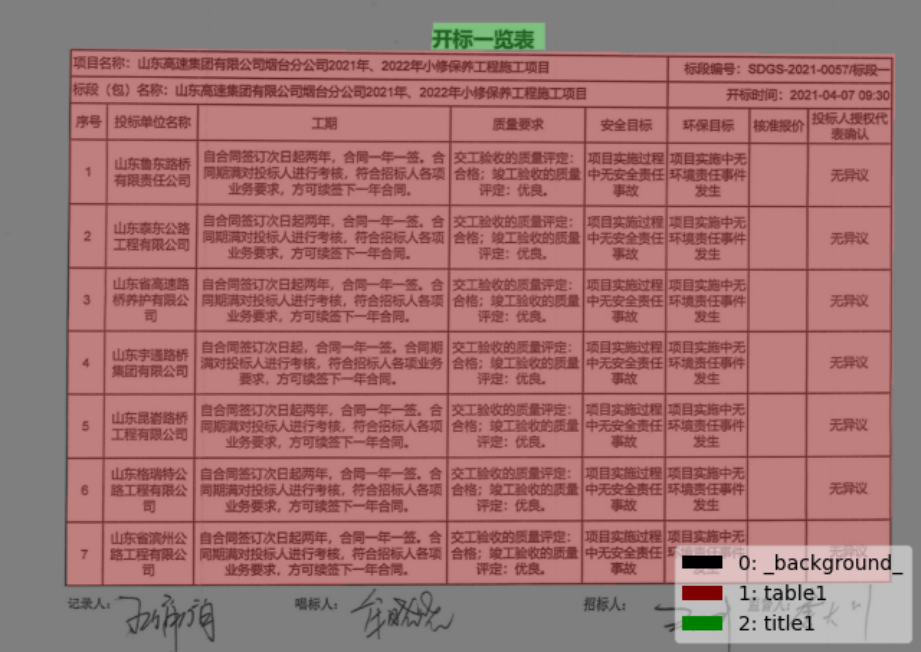 开标一览表
项目名称：山东高速集团有限公司烟台分公司2021年、2022年小修保养工程施工项目 标段编号：SDGS-2021-0057/标段一
标段（包）名称：山东高速集团有限公司烟台分公司2021年、2022年小修保养工程施工项目 开标时间：2021-04-07 09:30
序号 投标单位名称 工期 质量要求 安全目标 环保目标 核准报价 投标人授权代
表确认
1 山东鲁东路桥
有限责任公司 自合同签订次日起两年，合同一年一签。合
同期满对投标人进行考核，符合招标人各项
业务要求，方可续签下一年合同。 交工验收的质量评定：
合格；竣工验收的质量
评定：优良。 项目实施过程
中无安全责任
事故 项目实施中无
环境责任事件
发生 无异议
2 山东泰东公路
工程有限公司 自合同签订次日起两年，合同一年一签。合
同期满对投标人进行考核，符合招标人各项
业务要求，方可续签下一年合同。 交工验收的质量评定：
合格；竣工验收的质量
评定：优良。 项目实施过程
中无安全责任
事故 项目实施中无
环境责任事件
发生 无异议
3 山东省高速路
桥养护有限公
司 自合同签订次日起两年，合同一年一签。合
同期满对投标人进行考核，符合招标人各项
业务要求，方可续签下一年合同。 交工验收的质量评定：
合格；竣工验收的质量
评定：优良。 项目实施过程
中无安全责任
事故 项目实施中无
环境责任事件
发生 无异议
4 山东宇通路桥
集团有限公司 自合同签订次日起，合同一年一签。合同期
满对投标人进行考核，符合招标人各项业务
要求，方可续签下一年合同。 交工验收的质量评定：
合格；竣工验收的质量
评定：优良。 项目实施过程
中无安全责任
事故 项目实施中无
环境责任事件
发生 无异议
5 山东昆嵛路桥
工程有限公司 自合同签订次日起两年，合同一年一签。合
同期满对投标人进行考核，符合招标人各项
业务要求，方可续签下一年合同。 交工验收的质量评定：
合格；竣工验收的质量
评定：优良。 项目实施过程
中无安全责任
事故 项目实施中无
环境责任事件
发生 无异议
6 山东格瑞特公
路工程有限公
司 自合同签订次日起两年，合同一年一签。合
同期满对投标人进行考核，符合招标人各项
业务要求，方可续签下一年合同。 交工验收的质量评定：
合格；竣工验收的质量
评定：优良。 项目实施过程
中无安全责任
事故 项目实施中无
环境责任事件
发生 无异议
7 山东省滨州公
路工程有限公
司 自合同签订次日起两年，合同一年一签。合
同期满对投标人进行考核，符合招标人各项
业务要求，方可续签下一年合同。 交工验收的质量评定：
合格；竣工验收的质量
评定：优良。 项目实施过程
中无安全责任
事故 项目实施中无
环境责任事件
发生 无异议
记录人： 唱标人： 招标人： 监督人：
0: _background_
1: table1
2: title1